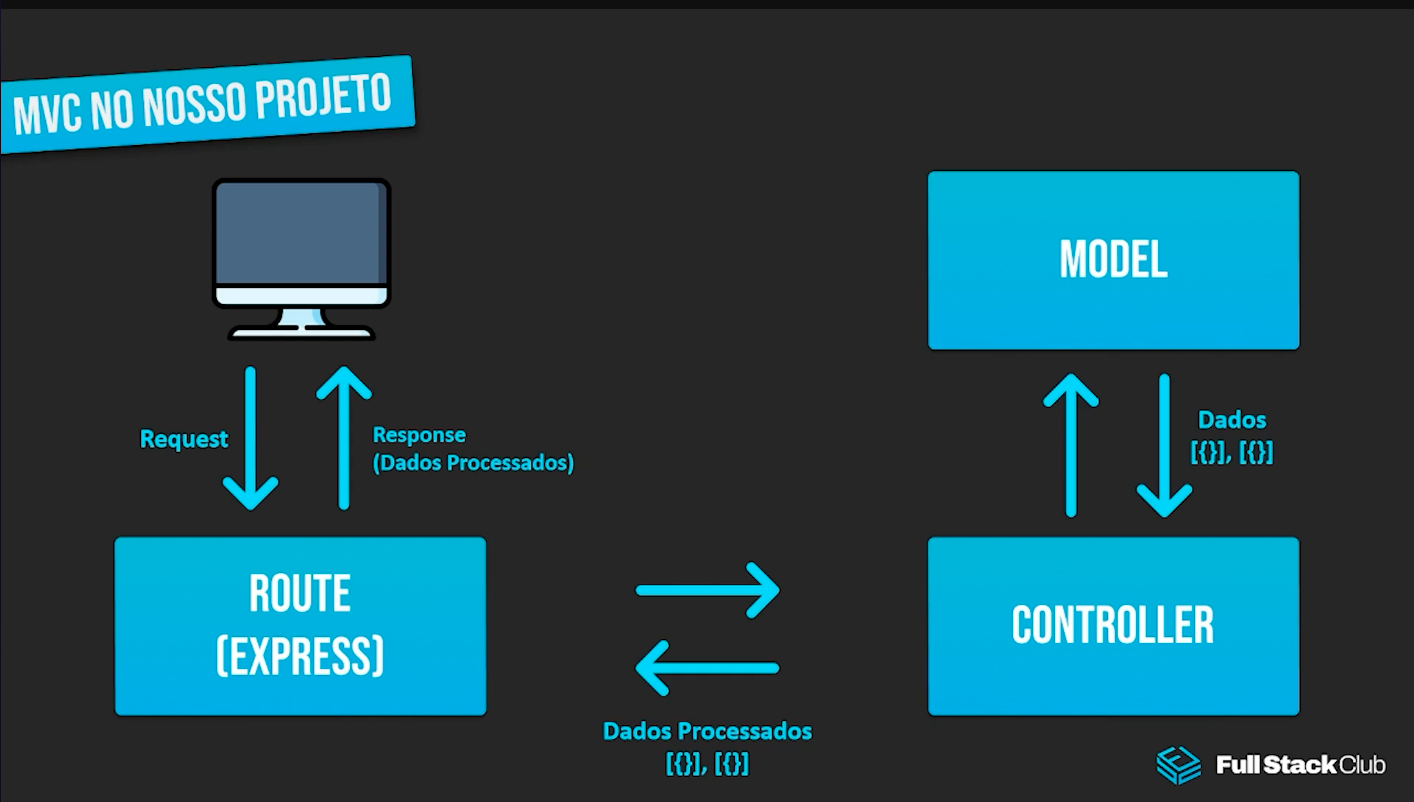 MVC NO NOSSO PROJETO
MODEL
Request
Response
(Dados Processados)
Dados
[{}], [{}]
ROUTE
(EXPRESS)
CONTROLLER
Dados Processados
[{}], [{}]
Full Stack Club